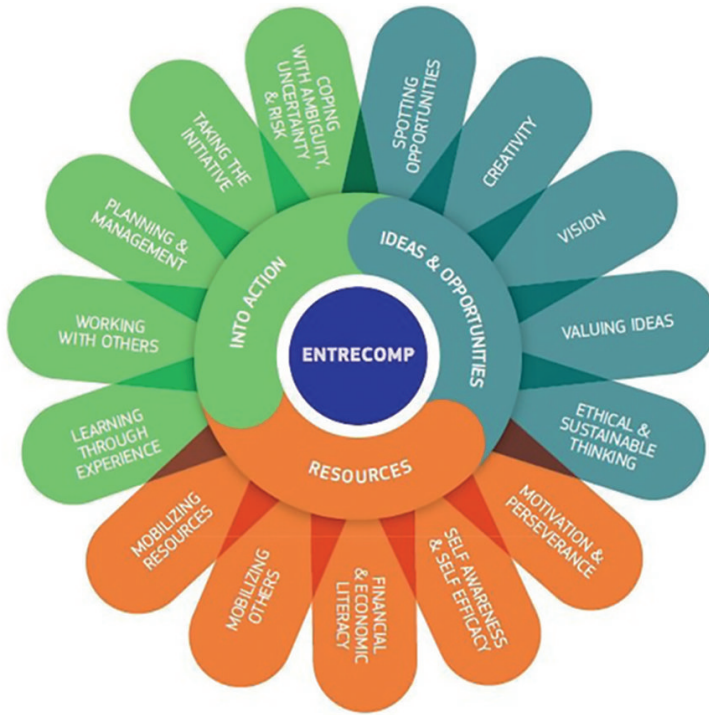 ENTRECOMP
IDEAS & OPPORTUNITIES
SPOTTING
OPPORTUNITIES
CREATIVITY
VISION
VALUING IDEAS
ETHICAL &
SUSTAINABLE
THINKING
RESOURCES
MOTIVATION &
PERSEVERANCE
SELF AWARENESS
& SELF EFFICACY
FINANCIAL
& ECONOMIC
LITERACY
MOBILIZING
OTHERS
MOBILIZING
RESOURCES
INTO ACTION
LEARNING
THROUGH
EXPERIENCE
WORKING
WITH OTHERS
PLANNING &
MANAGEMENT
TAKING THE
INITIATIVE
COPING
WITH AMBIGUITY,
UNCERTAINTY
& RISK